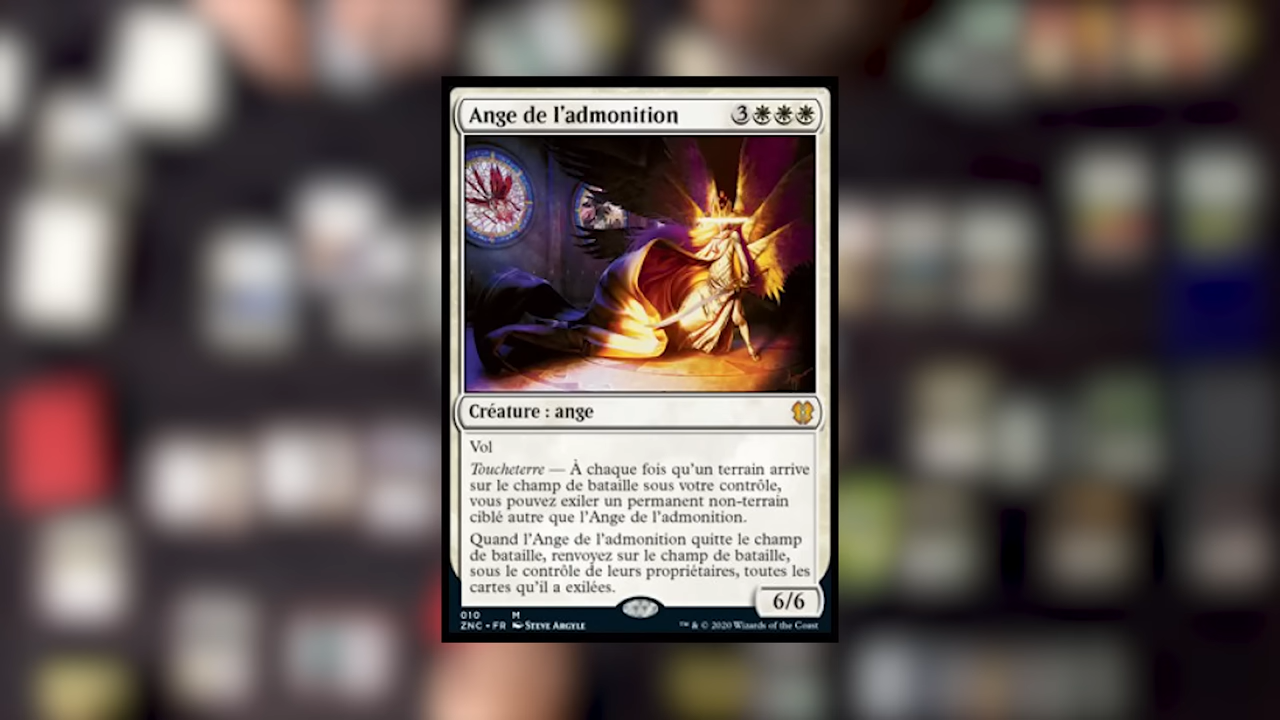 Ange de l'admonition 3
Créature : ange
Vol
Toucheterre — À chaque fois qu'un terrain arrive
sur le champ de bataille sous votre contrôle,
vous pouvez exiler un permanent non-terrain
ciblé autre que l'Ange de l'admonition.
Quand l'Ange de l'admonition quitte le champ
de bataille, renvoyez sur le champ de bataille,
sous le contrôle de leurs propriétaires, toutes les
cartes qu'il a exilées.
6/6
010 M
ZNC • FR Steve Argyle
™ & © 2020 Wizards of the Coast